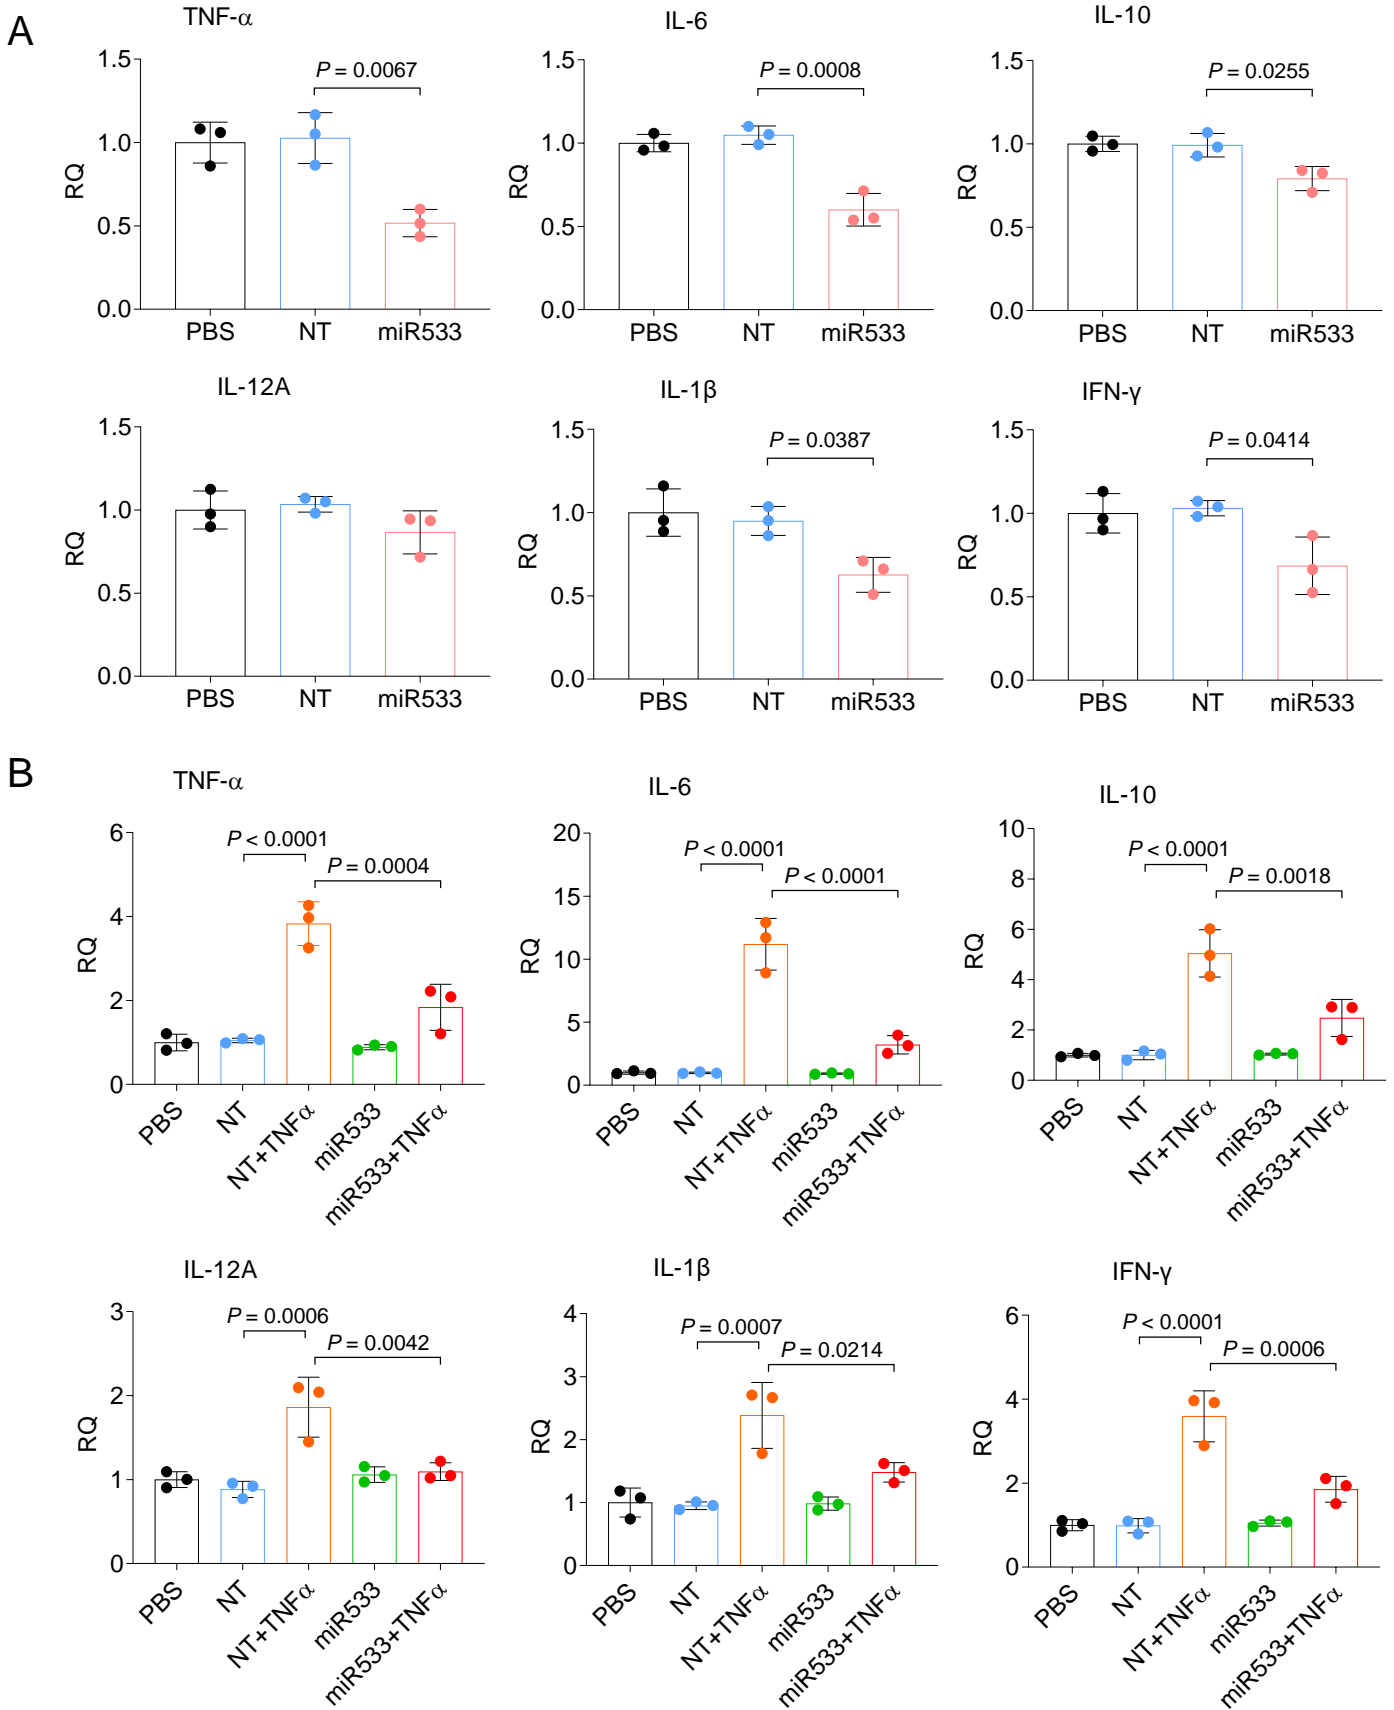 A
TNF-α
1.5
1.0
0.5
0.0
RQ
P = 0.0067
PBS
NT
miR533
IL-6
1.5
1.0
0.5
0.0
RQ
P = 0.0008
PBS
NT
miR533
IL-10
1.5
1.0
0.5
0.0
RQ
P = 0.0255
PBS
NT
miR533
IL-12A
1.5
1.0
0.5
0.0
RQ
PBS
NT
miR533
IL-1β
1.5
1.0
0.5
0.0
RQ
P = 0.0387
PBS
NT
miR533
IFN-γ
1.5
1.0
0.5
0.0
RQ
P = 0.0414
PBS
NT
miR533
B
TNF-α
6
4
2
0
RQ
P < 0.0001
P = 0.0004
PBS
NT
NT+TNFα
miR533
miR533+TNFα
IL-6
20
15
10
5
0
RQ
P < 0.0001
P < 0.0001
PBS
NT
NT+TNFα
miR533
miR533+TNFα
IL-10
10
8
6
4
2
0
RQ
P < 0.0001
P = 0.0018
PBS
NT
NT+TNFα
miR533
miR533+TNFα
IL-12A
3
2
1
0
RQ
P = 0.0006
P = 0.0042
PBS
NT
NT+TNFα
miR533
miR533+TNFα
IL-1β
4
3
2
1
0
RQ
P = 0.0007
P = 0.0214
PBS
NT
NT+TNFα
miR533
miR533+TNFα
IFN-γ
6
4
2
0
RQ
P < 0.0001
P = 0.0006
PBS
NT
NT+TNFα
miR533
miR533+TNFα